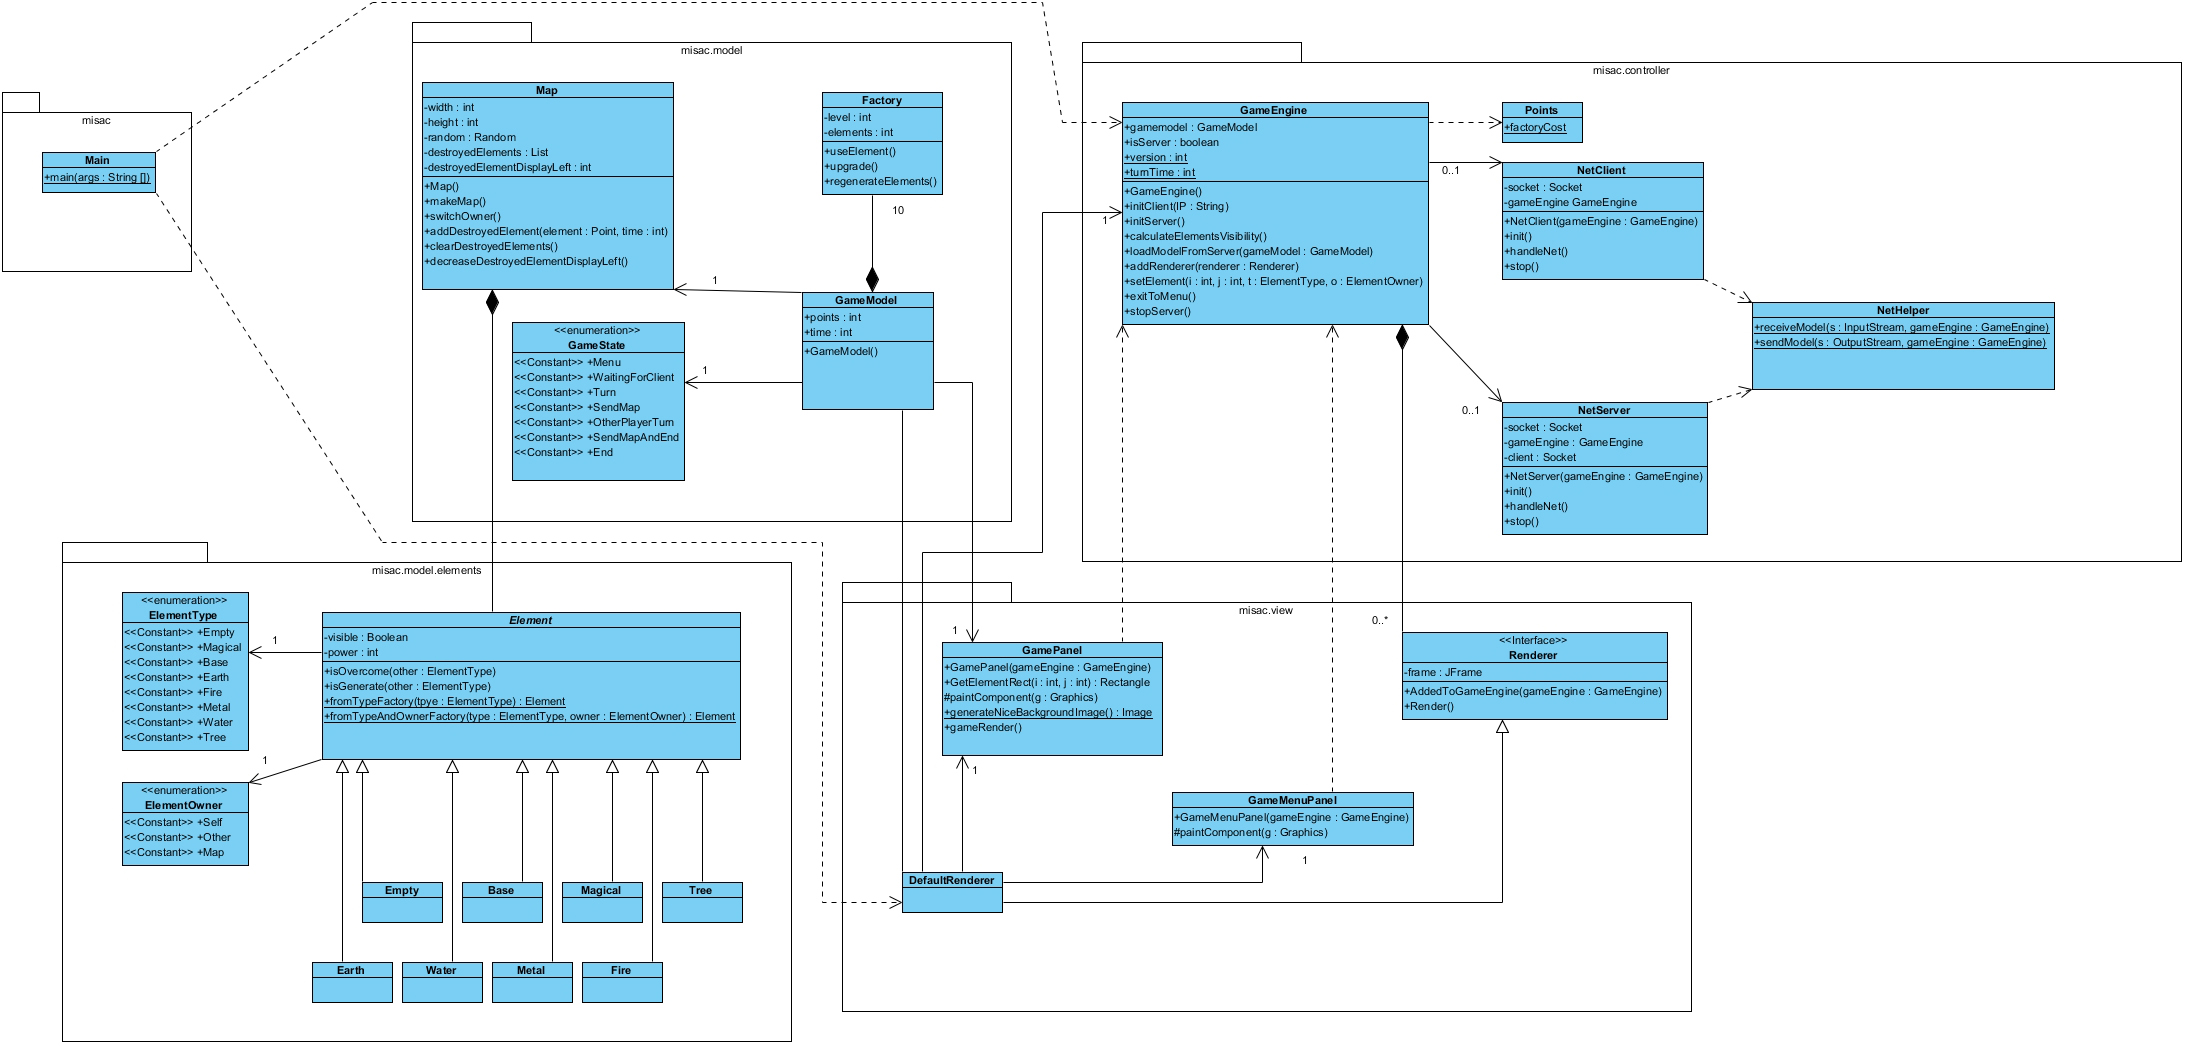 misac
Main
+main(args : String [])
misac.model
Map
-width : int
-height : int
-random : Random
-destroyedElements : List
-destroyedElementDisplayLeft : int
+Map()
+makeMap()
+switchOwner()
+addDestroyedElement(element : Point, time : int)
+clearDestroyedElements()
+decreaseDestroyedElementDisplayLeft()
Factory
-level : int
-elements : int
+useElement()
+upgrade()
+regenerateElements()
10
1
GameModel
+points : int
+time : int
+GameModel()
<<enumeration>>
GameState
<<Constant>> +Menu
<<Constant>> +WaitingForClient
<<Constant>> +Turn
<<Constant>> +SendMap
<<Constant>> +OtherPlayerTurn
<<Constant>> +SendMapAndEnd
<<Constant>> +End
1
misac.controller
GameEngine
+gamemodel : GameModel
+isServer : boolean
+version : int
+turnTime : int
+GameEngine()
+initClient(IP : String)
+initServer()
+calculateElementsVisibility()
+loadModelFromServer(gameModel : GameModel)
+addRenderer(renderer : Renderer)
+setElement(i : int, j : int, t : ElementType, o : ElementOwner)
+exitToMenu()
+stopServer()
1
Points
+factoryCost
0..1
NetClient
-socket : Socket
-gameEngine GameEngine
+NetClient(gameEngine : GameEngine)
+init()
+handleNet()
+stop()
NetHelper
+receiveModel(s : InputStream, gameEngine : GameEngine)
+sendModel(s : OutputStream, gameEngine : GameEngine)
0..1
NetServer
-socket : Socket
-gameEngine : GameEngine
-client : Socket
+NetServer(gameEngine : GameEngine)
+init()
+handleNet()
+stop()
misac.model.elements
<<enumeration>>
ElementType
<<Constant>> +Empty
<<Constant>> +Magical
<<Constant>> +Base
<<Constant>> +Earth
<<Constant>> +Fire
<<Constant>> +Metal
<<Constant>> +Water
<<Constant>> +Tree
1
Element
-visible : Boolean
-power : int
+isOvercome(other : ElementType)
+isGenerate(other : ElementType)
+fromTypeFactory(tpye : ElementType) : Element
+fromTypeAndOwnerFactory(type : ElementType, owner : ElementOwner) : Element
1
<<enumeration>>
ElementOwner
<<Constant>> +Self
<<Constant>> +Other
<<Constant>> +Map
Empty
Base
Magical
Tree
Earth
Water
Metal
Fire
misac.view
1
GamePanel
+GamePanel(gameEngine : GameEngine)
+GetElementRect(i : int, j : int) : Rectangle
#paintComponent(g : Graphics)
+generateNiceBackgroundImage() : Image
+gameRender()
1
0..*
<<Interface>>
Renderer
-frame : JFrame
+AddedToGameEngine(gameEngine : GameEngine)
+Render()
GameMenuPanel
+GameMenuPanel(gameEngine : GameEngine)
#paintComponent(g : Graphics)
1
DefaultRenderer